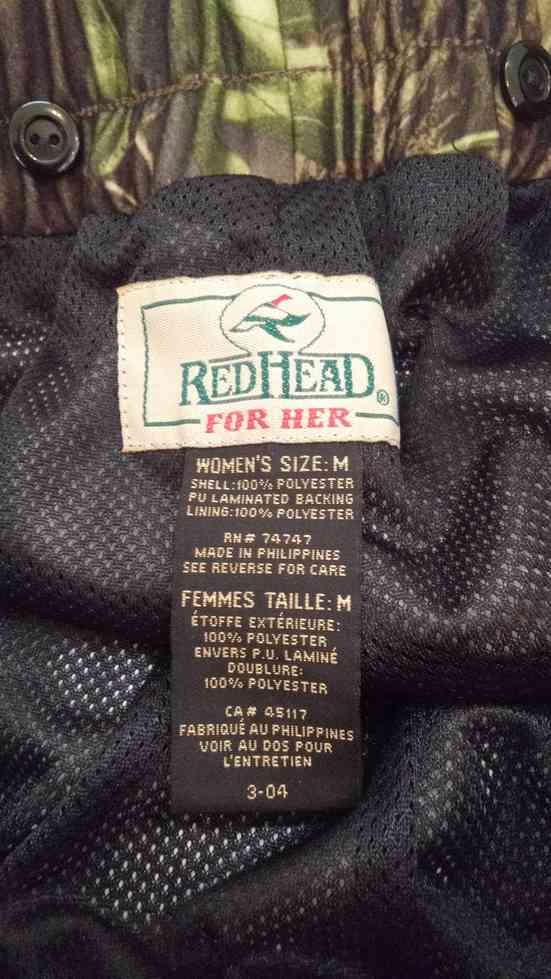 REDHEAD®
FOR HER
WOMEN'S SIZE: M
SHELL:100% POLYESTER
PU LAMINATED BACKING
LINING:100% POLYESTER
RN# 74747
MADE IN PHILIPPINES
SEE REVERSE FOR CARE
FEMMES TAILLE: M
ÉTOFFE EXTÉRIEURE:
100% POLYESTER
ENVERS P.U. LAMINÉ
DOUBLURE:
100% POLYESTER
CA# 45117
FABRIQUÉ AU PHILIPPINES
VOIR AU DOS POUR
L'ENTRETIEN
3-04